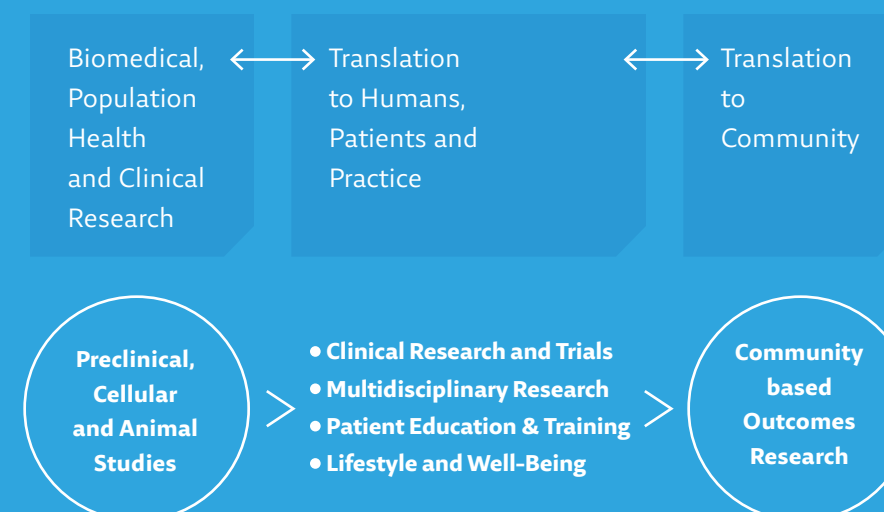 Biomedical,
Population
Health
and Clinical
Research
Translation
to Humans,
Patients and
Practice
Translation
to
Community
Preclinical,
Cellular
and Animal
Studies
• Clinical Research and Trials
• Multidisciplinary Research
• Patient Education & Training
• Lifestyle and Well-Being
Community
based
Outcomes
Research